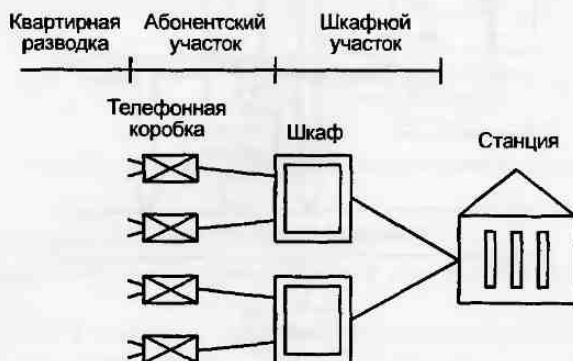 Квартирная
разводка
Абонентский
участок
Шкафной
участок
Телефонная
коробка
Шкаф
Станция